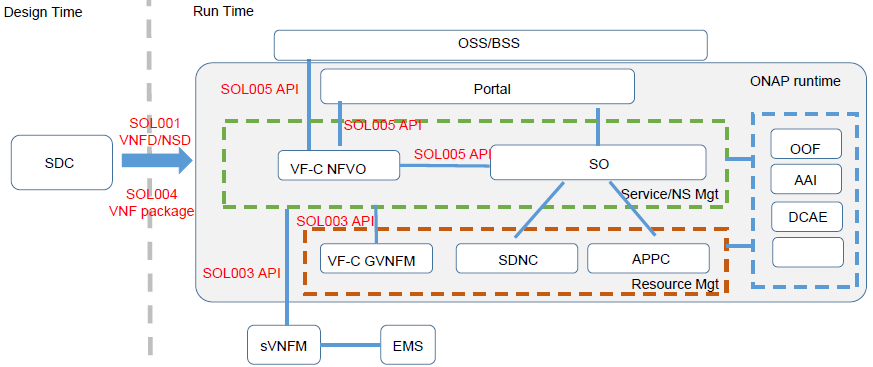 Design Time
Run Time
OSS/BSS
SOL005 API
Portal
ONAP runtime
SOL001
VNFD/NSD
SOL005 API
SDC
VF-C NFVO
SOL005 API
SO
OOF
AAI
SOL004
VNF package
Service/NS Mgt
DCAE
SOL003 API
SOL003 API
VF-C GVNFM
SDNC
APPC
Resource Mgt
sVNFM
EMS